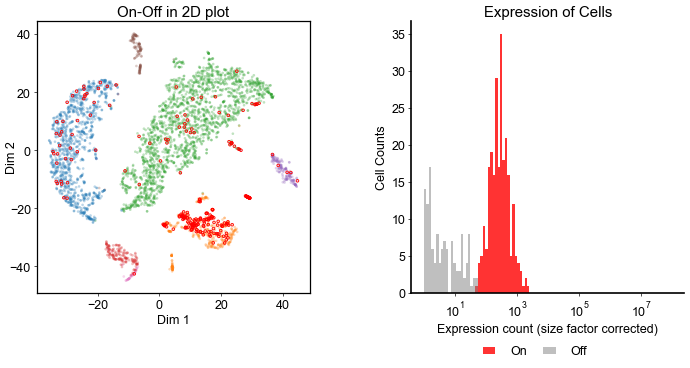 On-Off in 2D plot
40
20
0
−20
−40
−20
0
20
40
Dim 2
Dim 1
Expression of Cells
35
30
25
20
15
10
5
0
10^1
10^3
10^5
10^7
Cell Counts
Expression count (size factor corrected)
On
Off